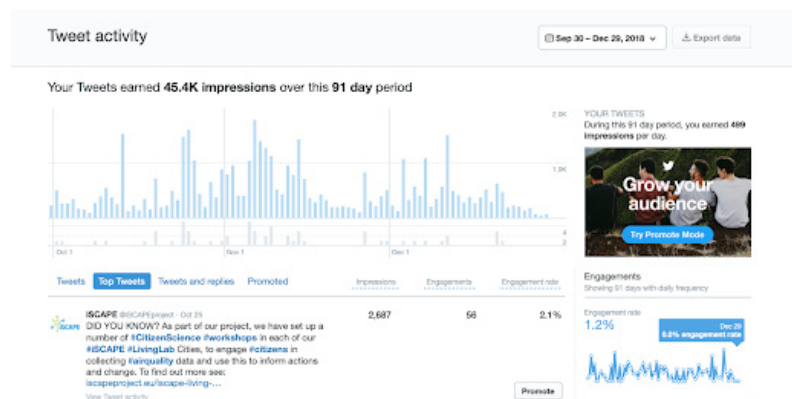 Tweet activity
Sep 30 – Dec 29, 2018
Export data
Your Tweets earned 45.4K impressions over this 91 day period
2.0K
1.0K
4
2
Oct 1
Nov 1
Dec 1
YOUR TWEETS
During this 91 day period, you earned 499
impressions per day.
Grow your
audience
Try Promote Mode
Tweets
Top Tweets
Tweets and replies
Promoted
Impressions
Engagements
Engagement rate
iSCAPE @iSCAPEproject · Oct 25
DID YOU KNOW? As part of our project, we have set up a
number of #CitizenScience #workshops in each of our
#iSCAPE #LivingLab Cities, to engage #citizens in
collecting #airquality data and use this to inform actions
and change. To find out more see:
iscapeproject.eu/iscape-living-…
View Tweet activity
2,687
56
2.1%
Promote
Engagements
Showing 91 days with daily frequency
Engagement rate
1.2%
Dec 29
0.0% engagement rate
iSCAPE